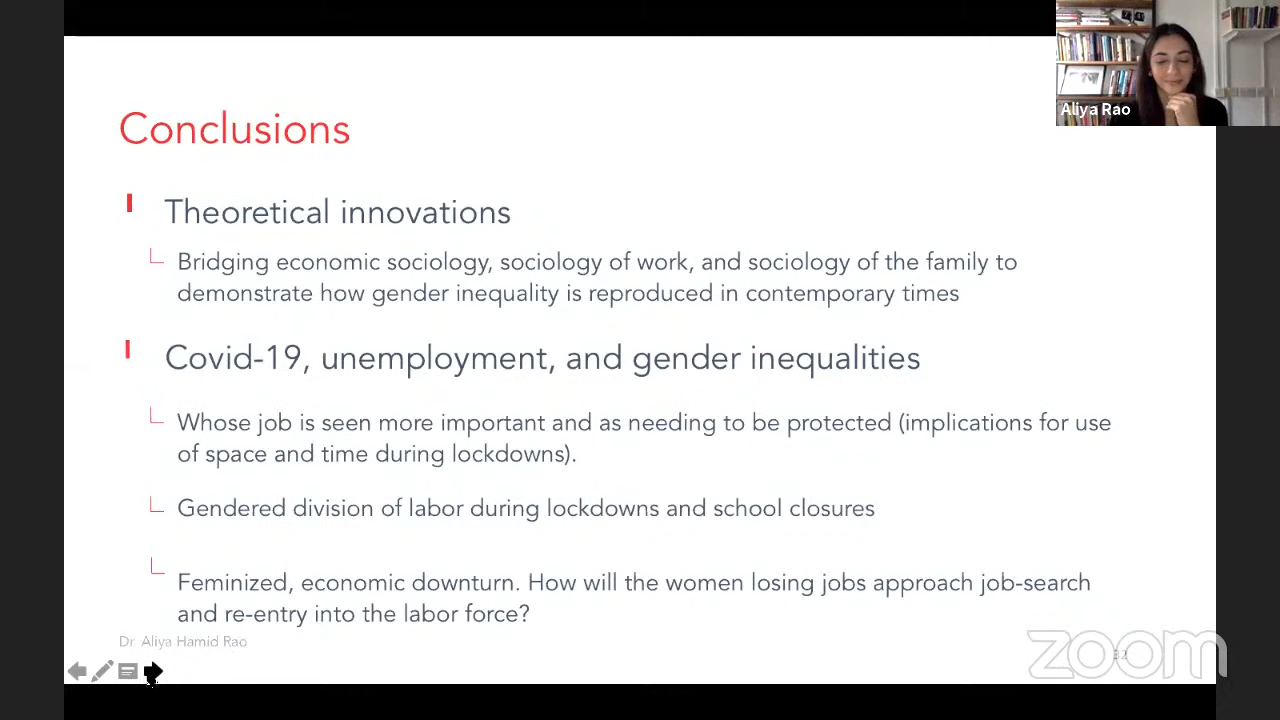 Aliya Rao
Conclusions
Theoretical innovations
Bridging economic sociology, sociology of work, and sociology of the family to
demonstrate how gender inequality is reproduced in contemporary times
Covid-19, unemployment, and gender inequalities
Whose job is seen more important and as needing to be protected (implications for use
of space and time during lockdowns).
Gendered division of labor during lockdowns and school closures
Feminized, economic downturn. How will the women losing jobs approach job-search
and re-entry into the labor force?
Dr. Aliya Hamid Rao
32
zoom